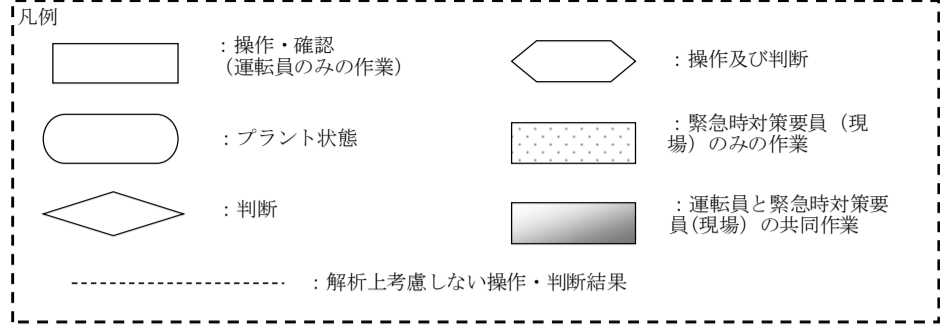 凡例
：操作・確認
（運転員のみの作業）
：操作及び判断
：プラント状態
：緊急時対策要員（現
場）のみの作業
：判断
：運転員と緊急時対策要
員(現場）の共同作業
：解析上考慮しない操作・判断結果